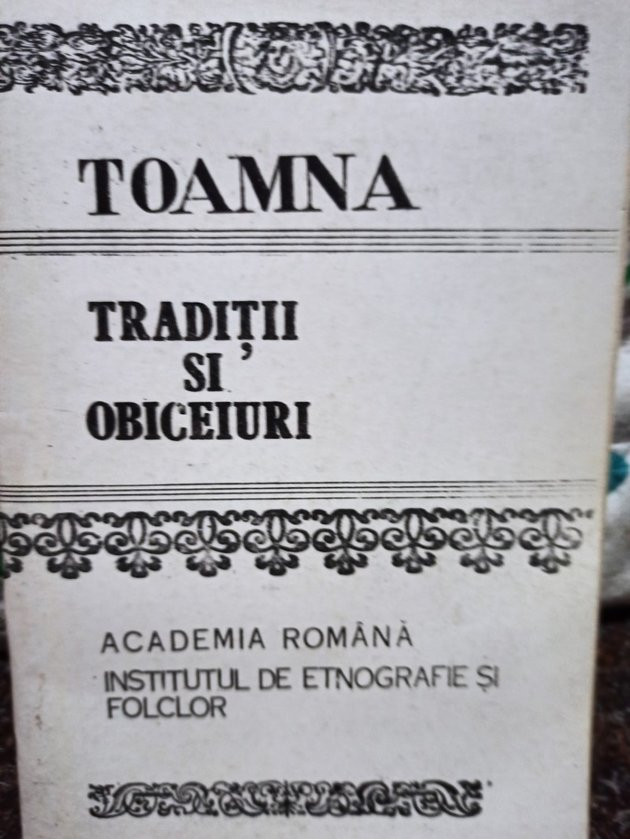 TOAMNA
TRADIȚII
SI
OBICEIURI
ACADEMIA ROMÂNĂ
INSTITUTUL DE ETNOGRAFIE ȘI
FOLCLOR